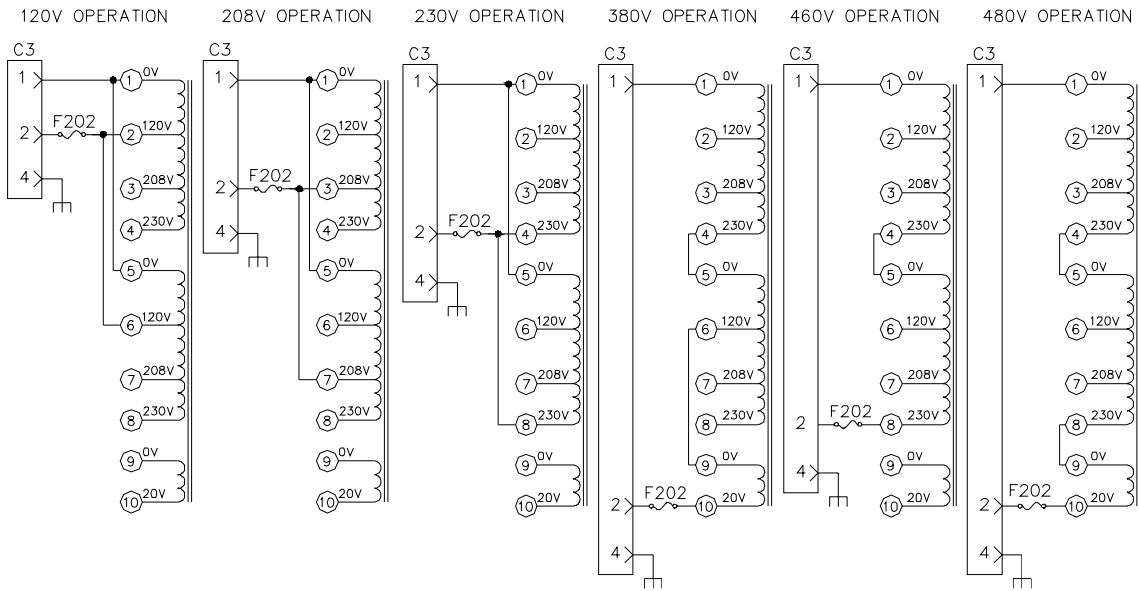 120V OPERATION
C3
1
2
4
F202
1 0V
2 120V
3 208V
4 230V
5 0V
6 120V
7 208V
8 230V
9 0V
10 20V
208V OPERATION
C3
1
2
4
F202
1 0V
2 120V
3 208V
4 230V
5 0V
6 120V
7 208V
8 230V
9 0V
10 20V
230V OPERATION
C3
1
2
4
F202
1 0V
2 120V
3 208V
4 230V
5 0V
6 120V
7 208V
8 230V
9 0V
10 20V
380V OPERATION
C3
1
2
4
F202
1 0V
2 120V
3 208V
4 230V
5 0V
6 120V
7 208V
8 230V
9 0V
10 20V
460V OPERATION
C3
1
2
4
F202
1 0V
2 120V
3 208V
4 230V
5 0V
6 120V
7 208V
8 230V
9 0V
10 20V
480V OPERATION
C3
1
2
4
F202
1 0V
2 120V
3 208V
4 230V
5 0V
6 120V
7 208V
8 230V
9 0V
10 20V